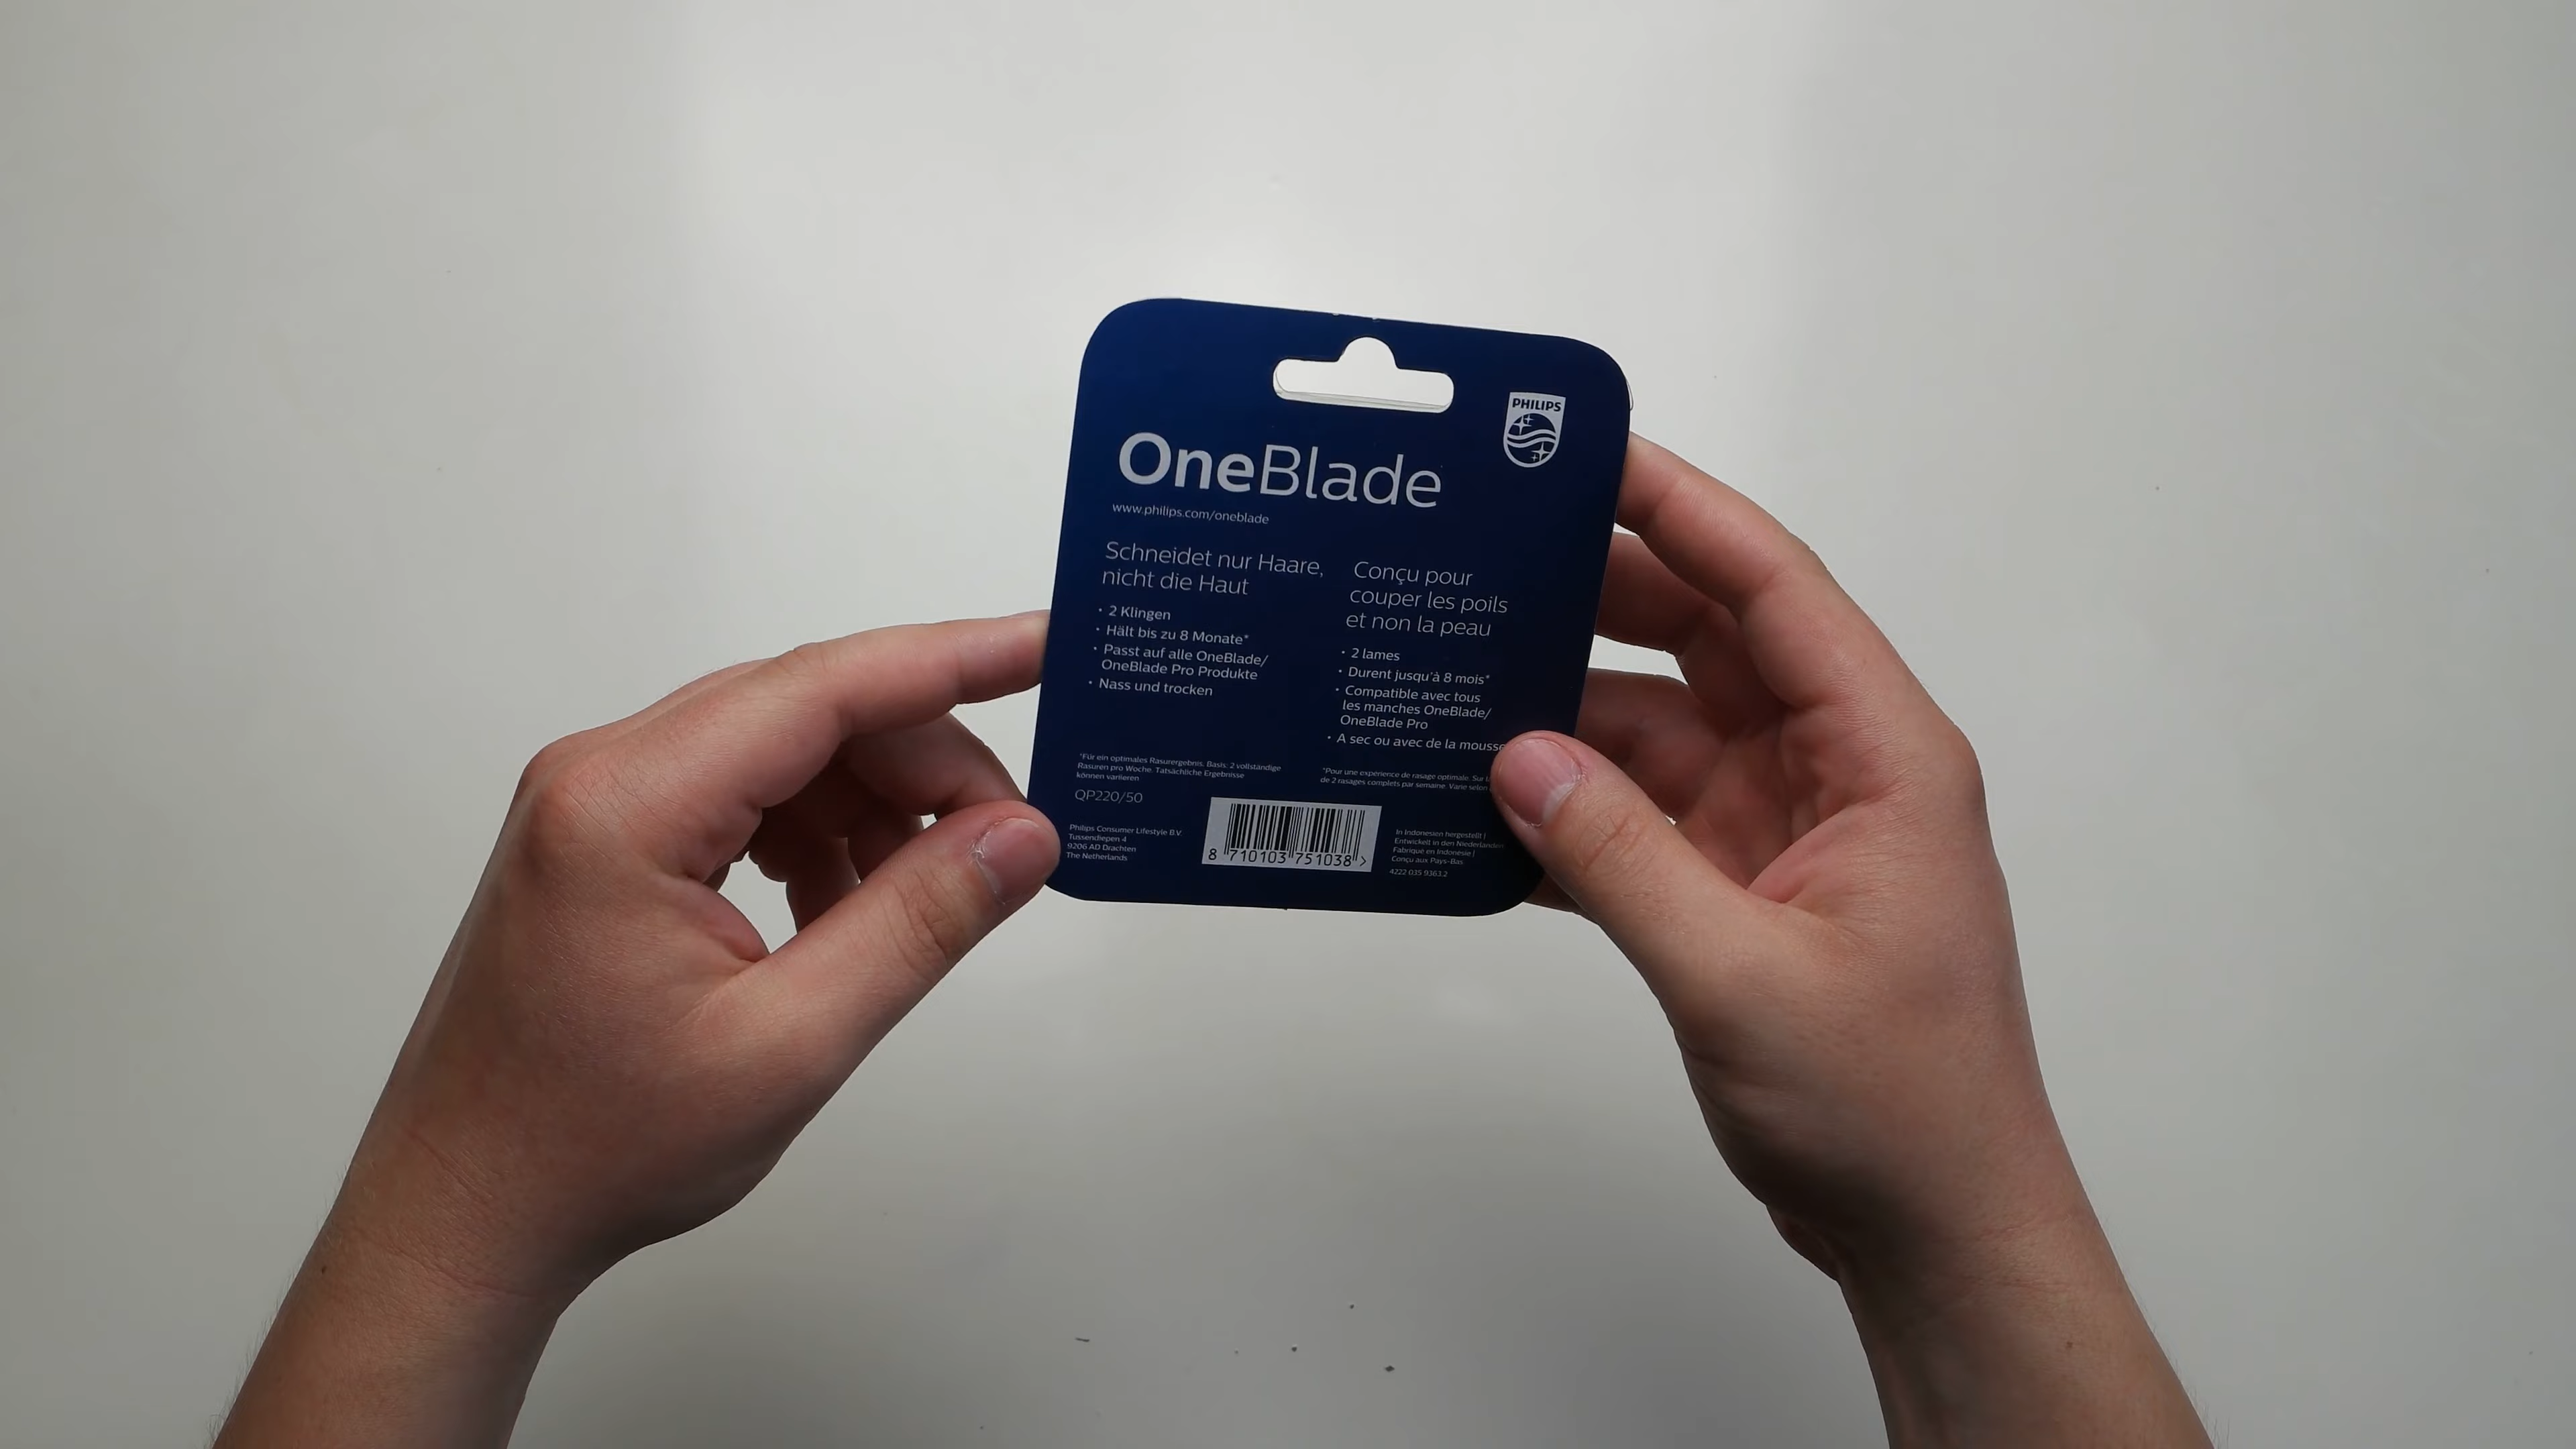 PHILIPS
OneBlade
www.philips.com/oneblade
Schneidet nur Haare,
nicht die Haut
• 2 Klingen
• Hält bis zu 8 Monate*
• Passt auf alle OneBlade/
OneBlade Pro Produkte
• Nass und trocken
*Für ein optimales Rasurergebnis. Basis: 2 vollständige
Rasuren pro Woche. Tatsächliche Ergebnisse
können variieren.
QP220/50
Philips Consumer Lifestyle B.V.
Tussendiepen 4
9206 AD Drachten
The Netherlands
Conçu pour
couper les poils
et non la peau
• 2 lames
• Durent jusqu'à 8 mois*
• Compatible avec tous
les manches OneBlade/
OneBlade Pro
• A sec ou avec de la mousse
*Pour une expérience de rasage optimale. Sur
de 2 rasages complets par semaine. Varie selon
8 710103 751038 >
In Indonesien hergestellt |
Entwickelt in den Niederlanden
Fabriqué en Indonésie |
Conçu aux Pays-Bas.
4222 035 9363.2